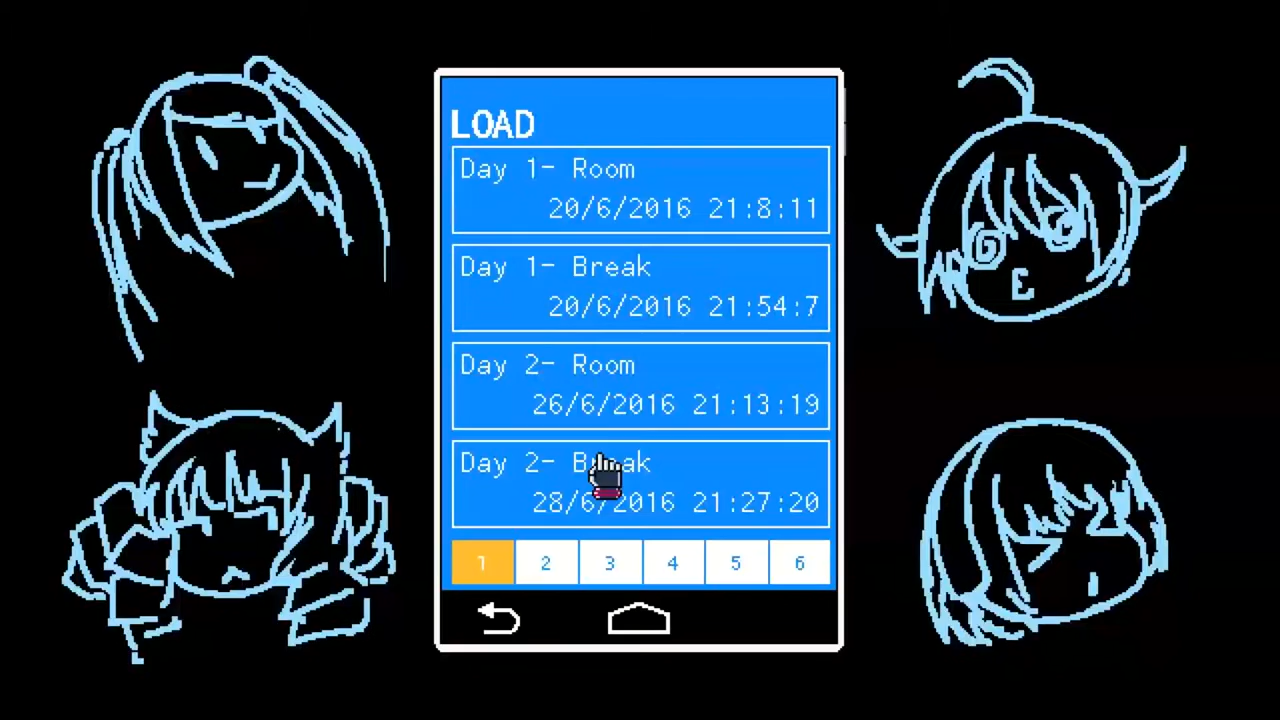 LOAD
Day 1- Room
20/6/2016 21:8:11
Day 1- Break
20/6/2016 21:54:7
Day 2- Room
26/6/2016 21:13:19
Day 2- Break
28/6/2016 21:27:20
1 2 3 4 5 6